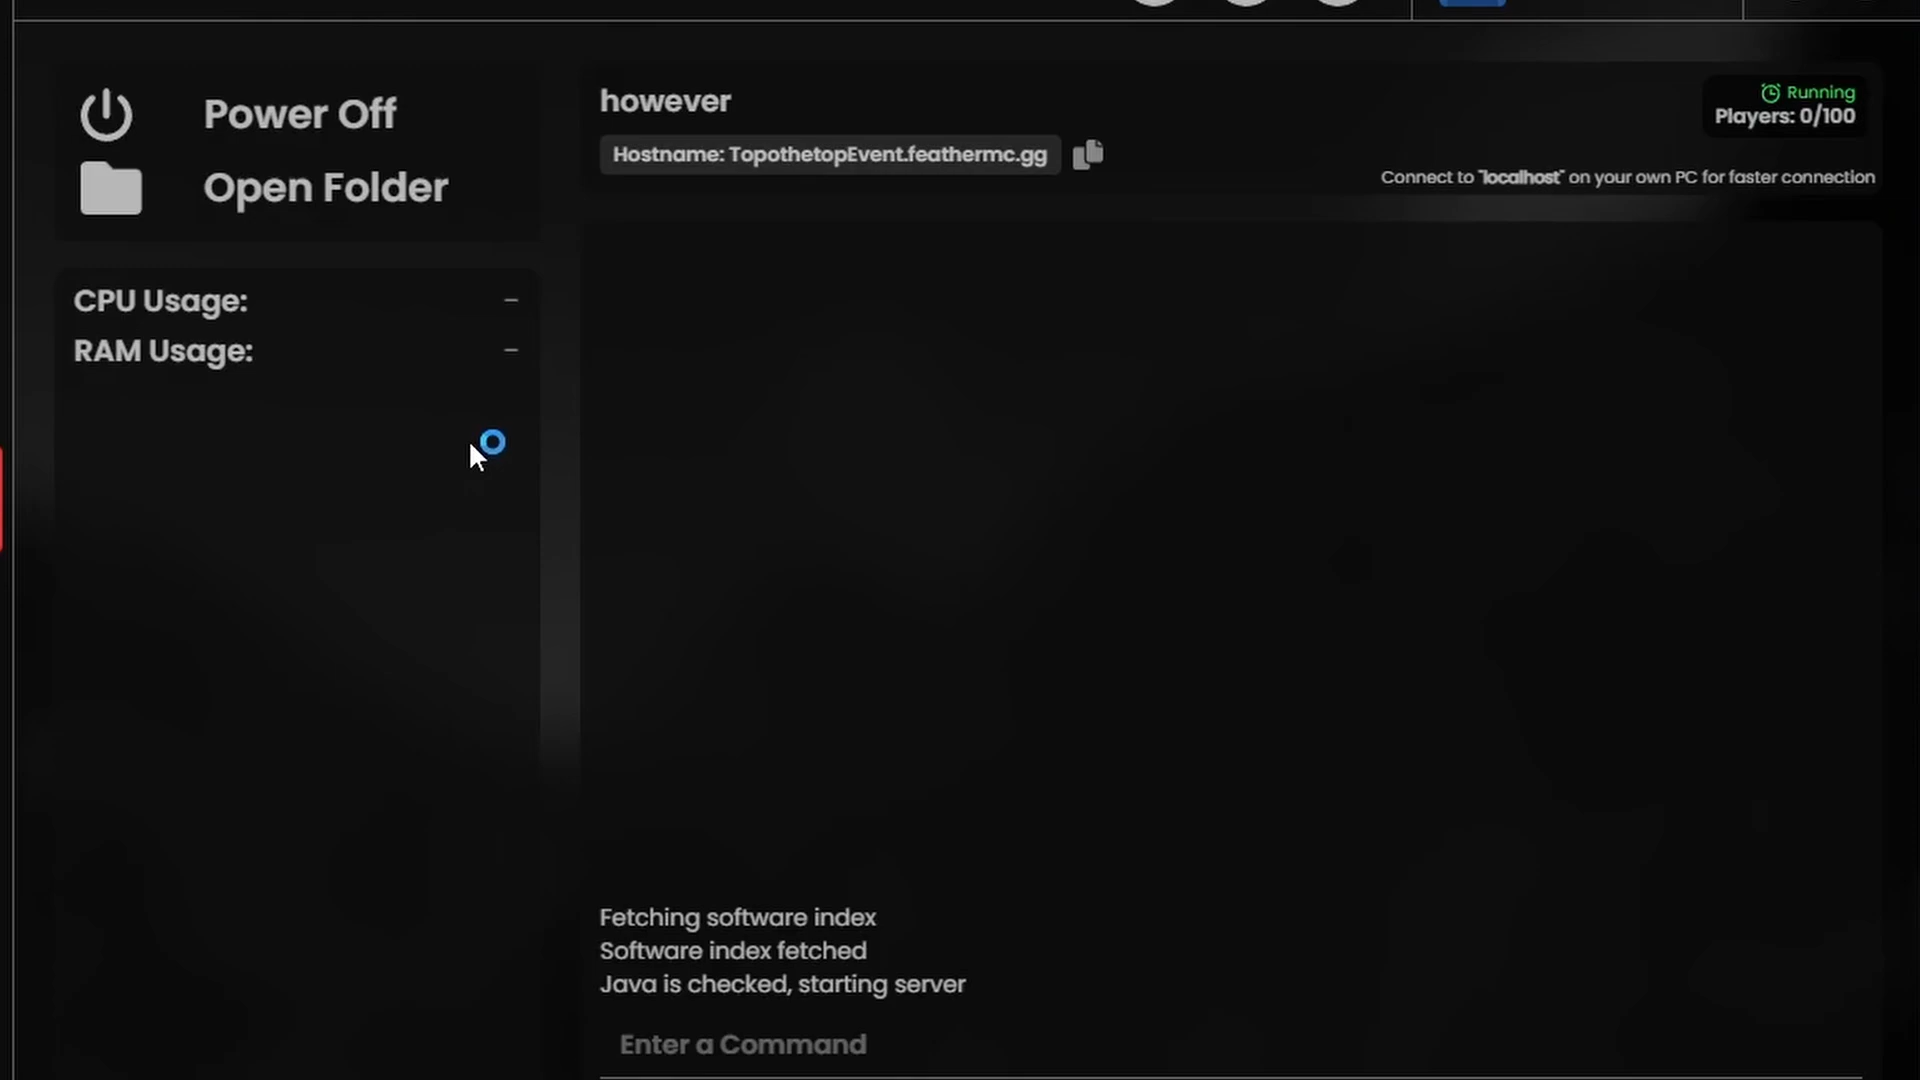 Power Off
Open Folder
CPU Usage: –
RAM Usage: –
however
Hostname: TopothetopEvent.feathermc.gg
Running
Players: 0/100
Connect to "localhost" on your own PC for faster connection
Fetching software index
Software index fetched
Java is checked, starting server
Enter a Command